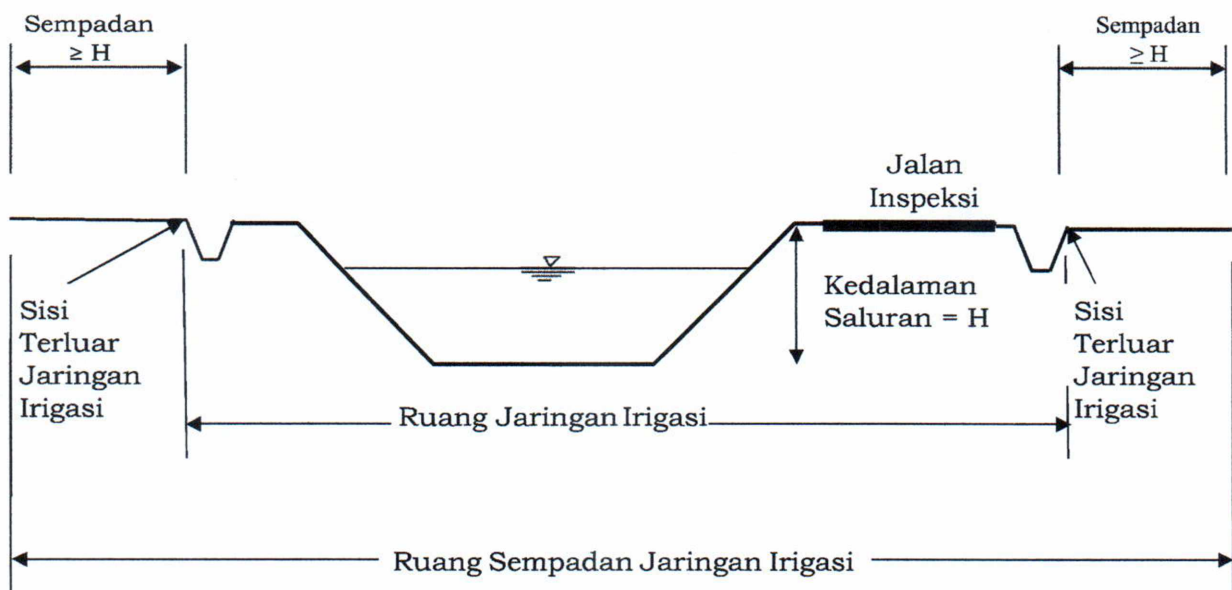 Sempadan
≥ H
Sempadan
≥ H
Jalan
Inspeksi
Sisi
Terluar
Jaringan
Irigasi
Kedalaman
Saluran = H
Sisi
Terluar
Jaringan
Irigasi
Ruang Jaringan Irigasi
Ruang Sempadan Jaringan Irigasi